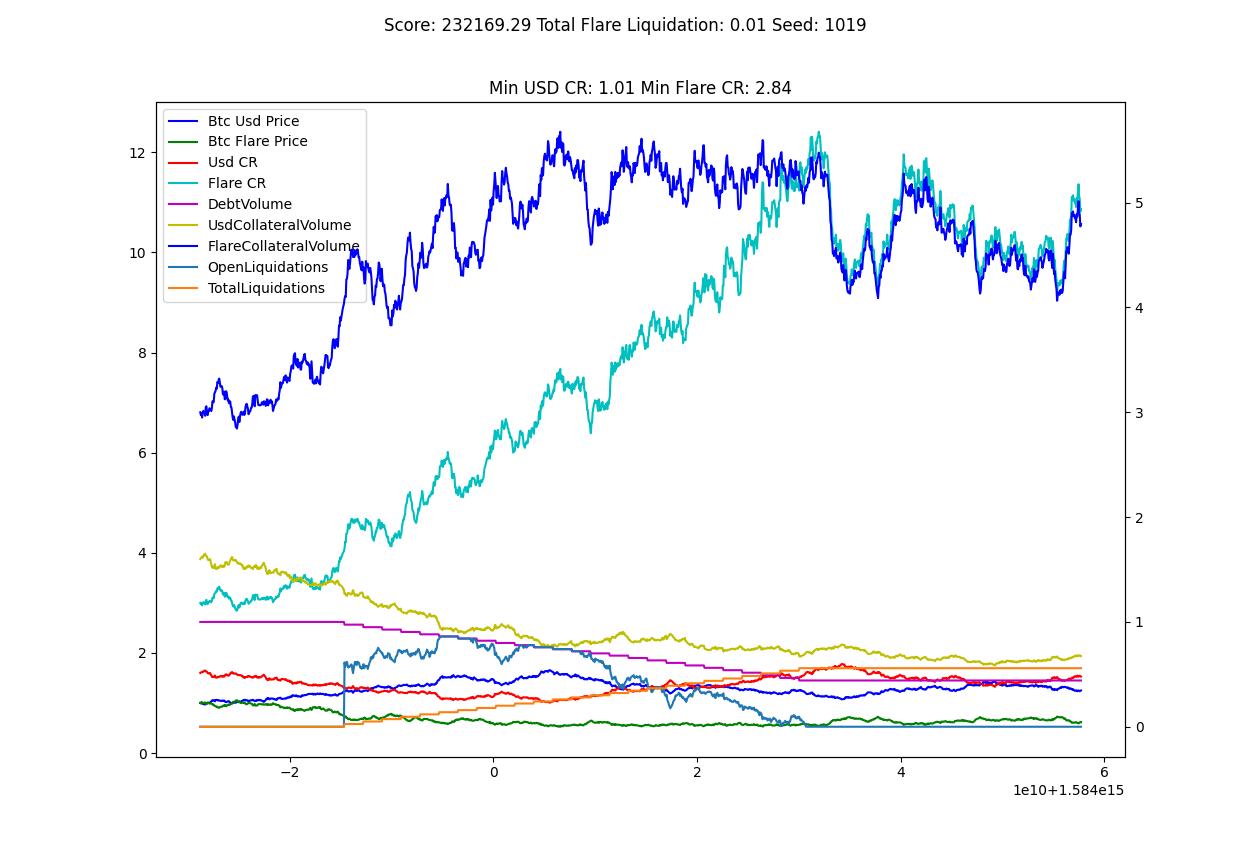 Score: 232169.29 Total Flare Liquidation: 0.01 Seed: 1019
Min USD CR: 1.01 Min Flare CR: 2.84
Btc Usd Price
Btc Flare Price
Usd CR
Flare CR
DebtVolume
UsdCollateralVolume
FlareCollateralVolume
OpenLiquidations
TotalLiquidations
12
10
8
6
4
2
0
5
4
3
2
1
0
−2 0 2 4 6
1e10+1.584e15